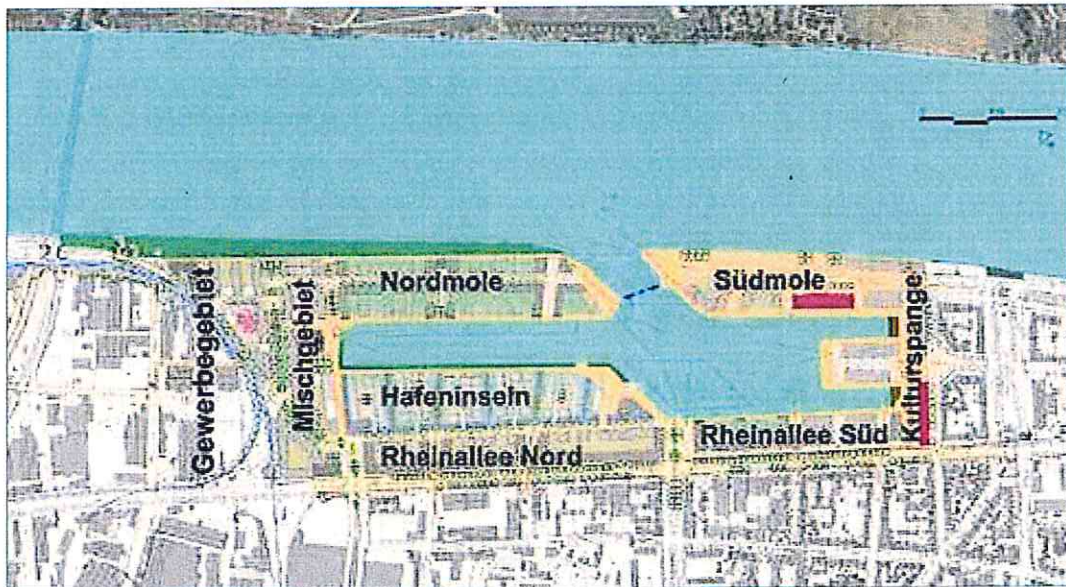 Nordmole
Südmole
Gewerbegebiet
Mischgebiet
Kulturspange
Hafeninseln
Rheinallee Süd
Rheinallee Nord